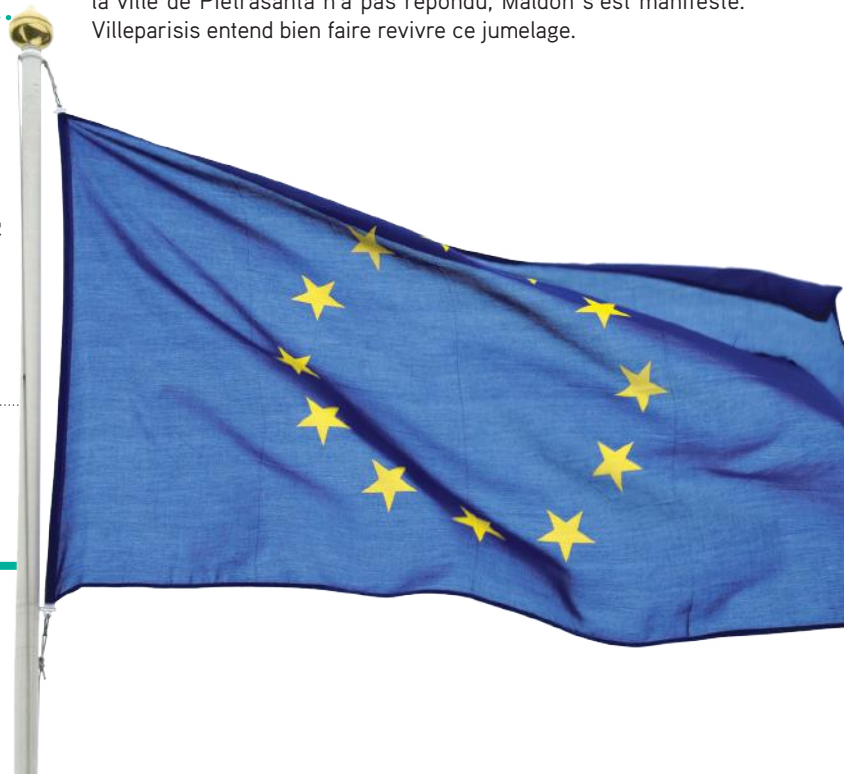 la ville de Pietrasanta n'a pas répondu, Maldon s'est manifesté.
Villeparisis entend bien faire revivre ce jumelage.